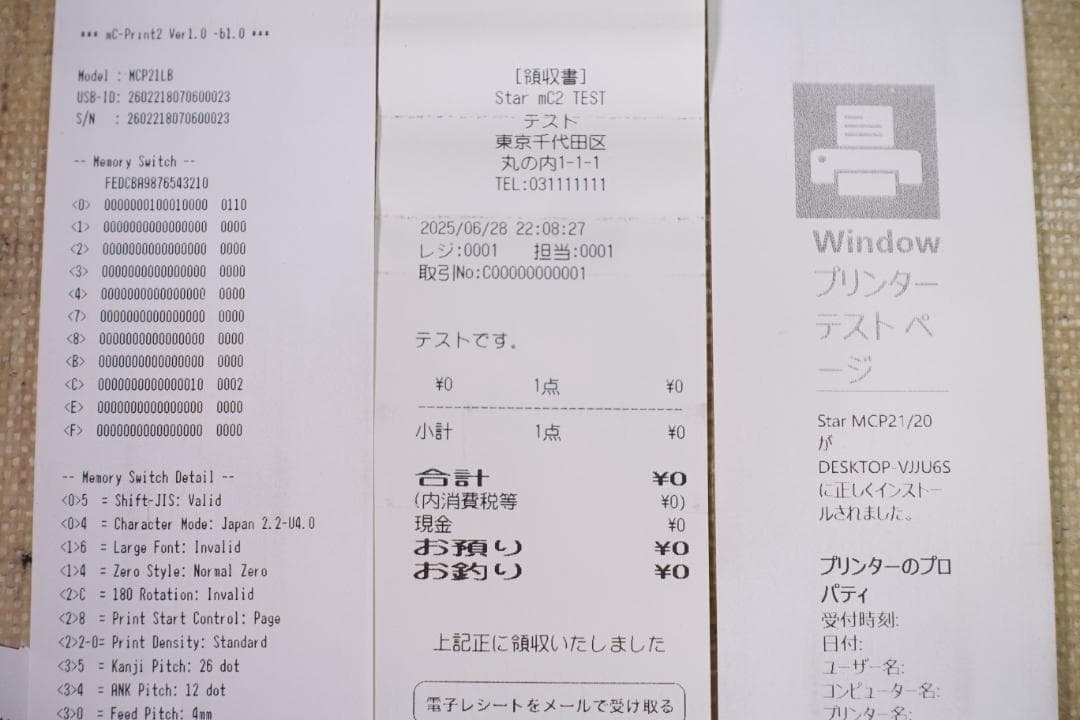 *** mC-Print2 Ver1.0 -b1.0 ***
Model : MCP21LB
USB-ID: 2602218070600023
S/N : 2602218070600023
-- Memory Switch --
FEDCBA9876543210
<0> 0000000100010000 0110
<1> 0000000000000000 0000
<2> 0000000000000000 0000
<3> 0000000000000000 0000
<4> 0000000000000000 0000
<7> 0000000000000000 0000
<8> 0000000000000000 0000
<B> 0000000000000000 0000
<C> 0000000000000010 0002
<E> 0000000000000000 0000
<F> 0000000000000000 0000
-- Memory Switch Detail --
<0>5 = Shift-JIS: Valid
<0>4 = Character Mode: Japan 2.2-U4.0
<1>6 = Large Font: Invalid
<1>4 = Zero Style: Normal Zero
<2>C = 180 Rotation: Invalid
<2>8 = Print Start Control: Page
<2>2-0= Print Density: Standard
<3>5 = Kanji Pitch: 26 dot
<3>4 = ANK Pitch: 12 dot
<3>0 = Feed Pitch: 4mm
[領収書]
Star mC2 TEST
テスト
東京千代田区
丸の内1-1-1
TEL:031111111
2025/06/28 22:08:27
レジ:0001 担当:0001
取引No:C00000000001
テストです。
¥0 1点 ¥0
小計 1点 ¥0
合計 ¥0
(内消費税等 ¥0)
現金 ¥0
お預り ¥0
お釣り ¥0
上記正に領収いたしました
電子レシートをメールで受け取る
Window
プリンター
テスト ペ
ージ
Star MCP21/20
が
DESKTOP-VJJU6S
に正しくインストー
ルされました。
プリンターのプロ
パティ
受付時刻:
日付:
ユーザー名:
コンピューター名:
プリンター名: